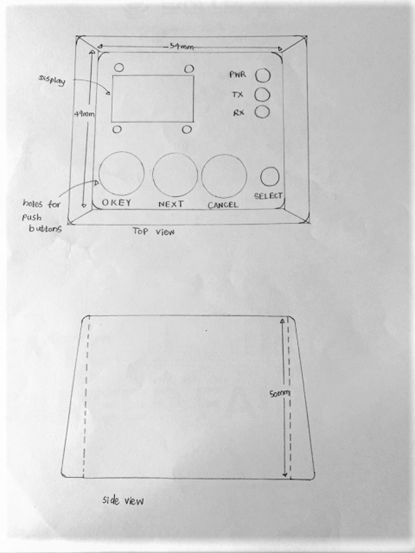 54mm
Display
PWR
TX
RX
49mm
holes for
push
buttons
OKEY NEXT CANCEL SELECT
Top view
50mm
side view